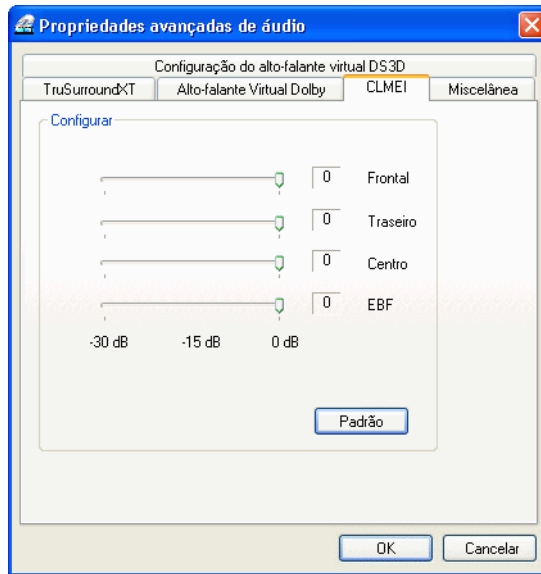 Propriedades avançadas de áudio
Configuração do alto-falante virtual DS3D
TruSurroundXT Alto-falante Virtual Dolby CLMEI Miscelânea
Configurar
0 Frontal
0 Traseiro
0 Centro
0 EBF
-30 dB -15 dB 0 dB
Padrão
OK Cancelar